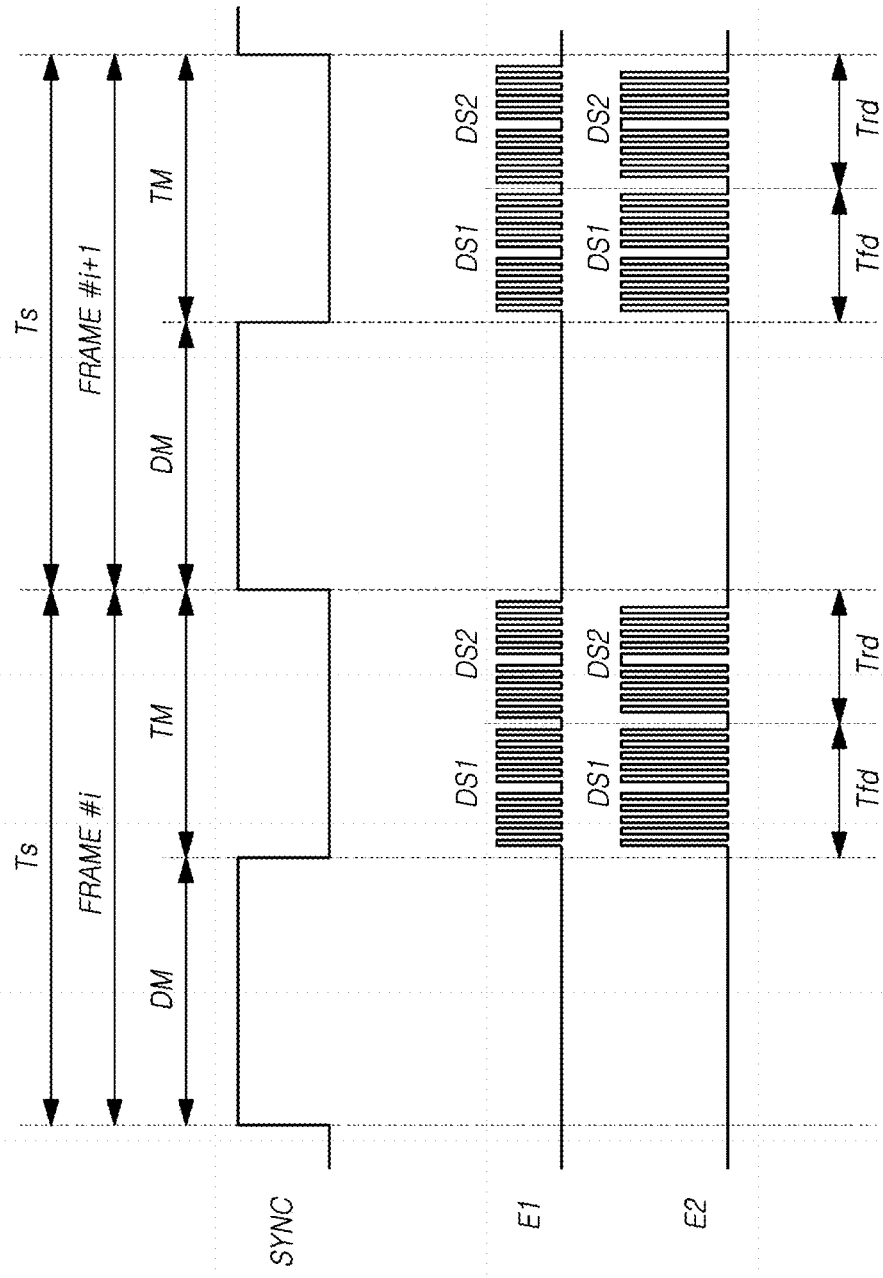 Ts Ts
FRAME #i FRAME #i+1
DM TM DM TM
SYNC
DS1 DS2 DS1 DS2
E1
DS1 DS2 DS1 DS2
E2
Tfd Trd Tfd Trd